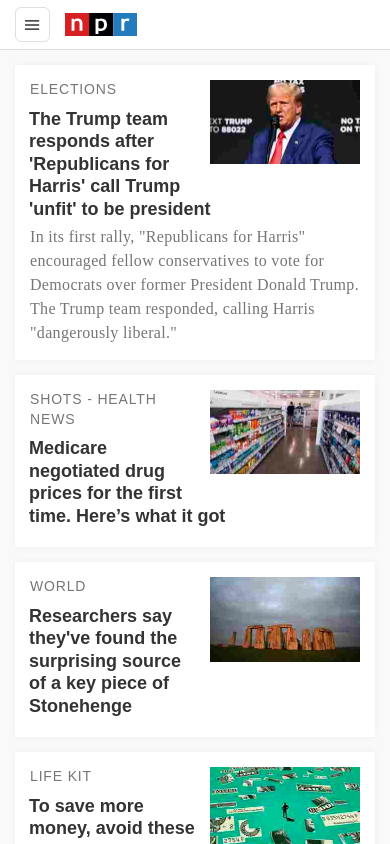 npr
ELECTIONS
The Trump team
responds after
'Republicans for
Harris' call Trump
'unfit' to be president
EXT TRUMP
TO 88022
NO T
ON T
In its first rally, "Republicans for Harris"
encouraged fellow conservatives to vote for
Democrats over former President Donald Trump.
The Trump team responded, calling Harris
"dangerously liberal."
SHOTS - HEALTH
NEWS
Medicare
negotiated drug
prices for the first
time. Here’s what it got
WORLD
Researchers say
they've found the
surprising source
of a key piece of
Stonehenge
LIFE KIT
To save more
money, avoid these